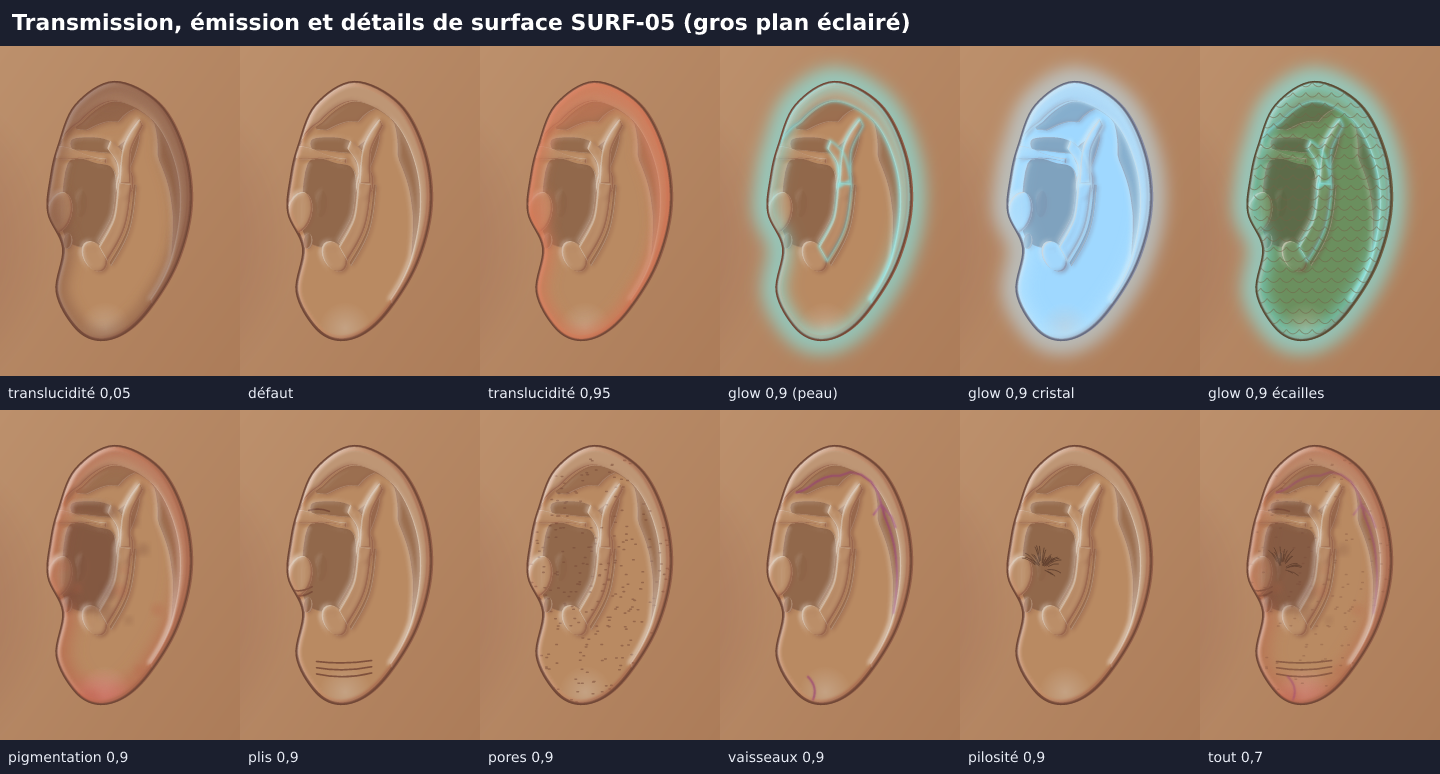 Transmission, émission et détails de surface SURF-05 (gros plan éclairé)
translucidité 0,05
défaut
translucidité 0,95
glow 0,9 (peau)
glow 0,9 cristal
glow 0,9 écailles
pigmentation 0,9
plis 0,9
pores 0,9
vaisseaux 0,9
pilosité 0,9
tout 0,7